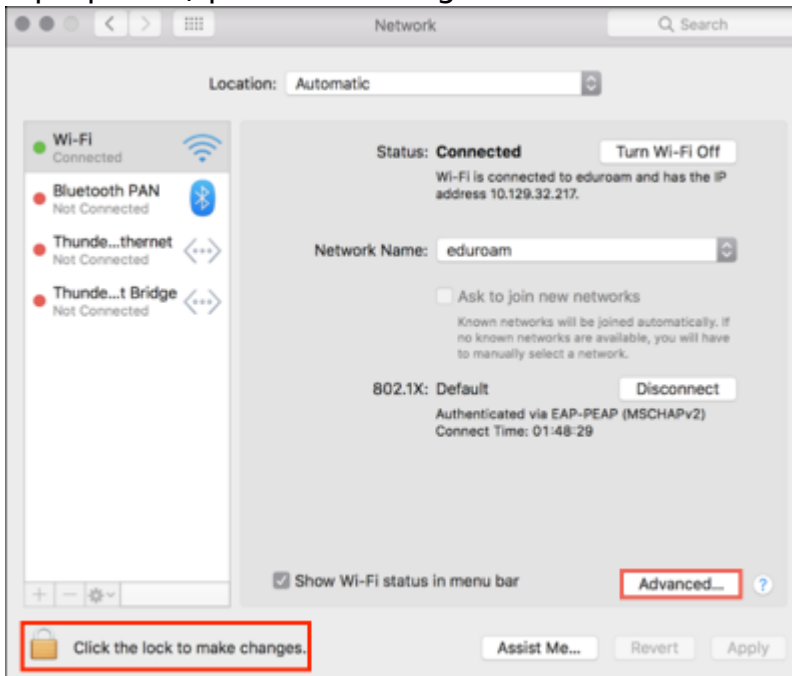 Network
Search
Location: Automatic
Wi-Fi
Connected
Bluetooth PAN
Not Connected
Thunde...thernet
Not Connected
Thunde...t Bridge
Not Connected
Status: Connected
Turn Wi-Fi Off
Wi-Fi is connected to eduroam and has the IP
address 10.129.32.217.
Network Name: eduroam
Ask to join new networks
Known networks will be joined automatically. If
no known networks are available, you will have
to manually select a network.
802.1X: Default
Disconnect
Authenticated via EAP-PEAP (MSCHAPv2)
Connect Time: 01:48:29
Show Wi-Fi status in menu bar
Advanced...
?
Click the lock to make changes.
Assist Me...
Revert
Apply